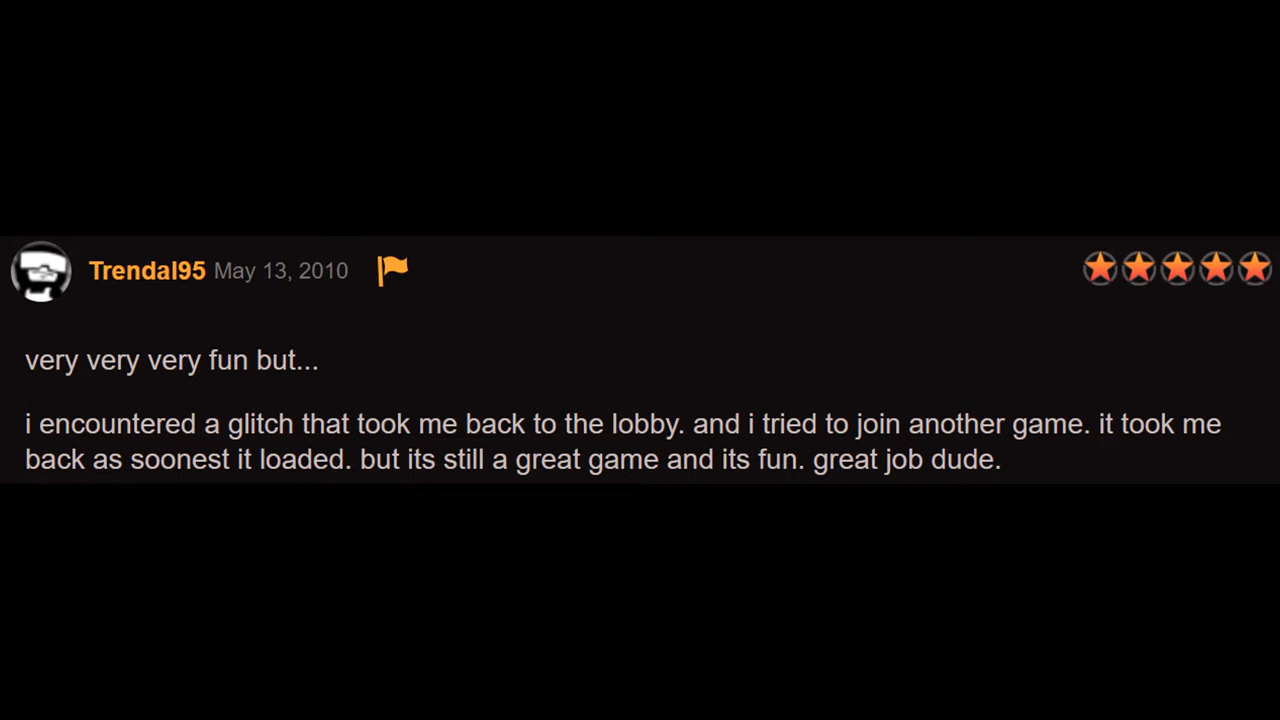 Trendal95 May 13, 2010
very very very fun but...
i encountered a glitch that took me back to the lobby. and i tried to join another game. it took me
back as soonest it loaded. but its still a great game and its fun. great job dude.